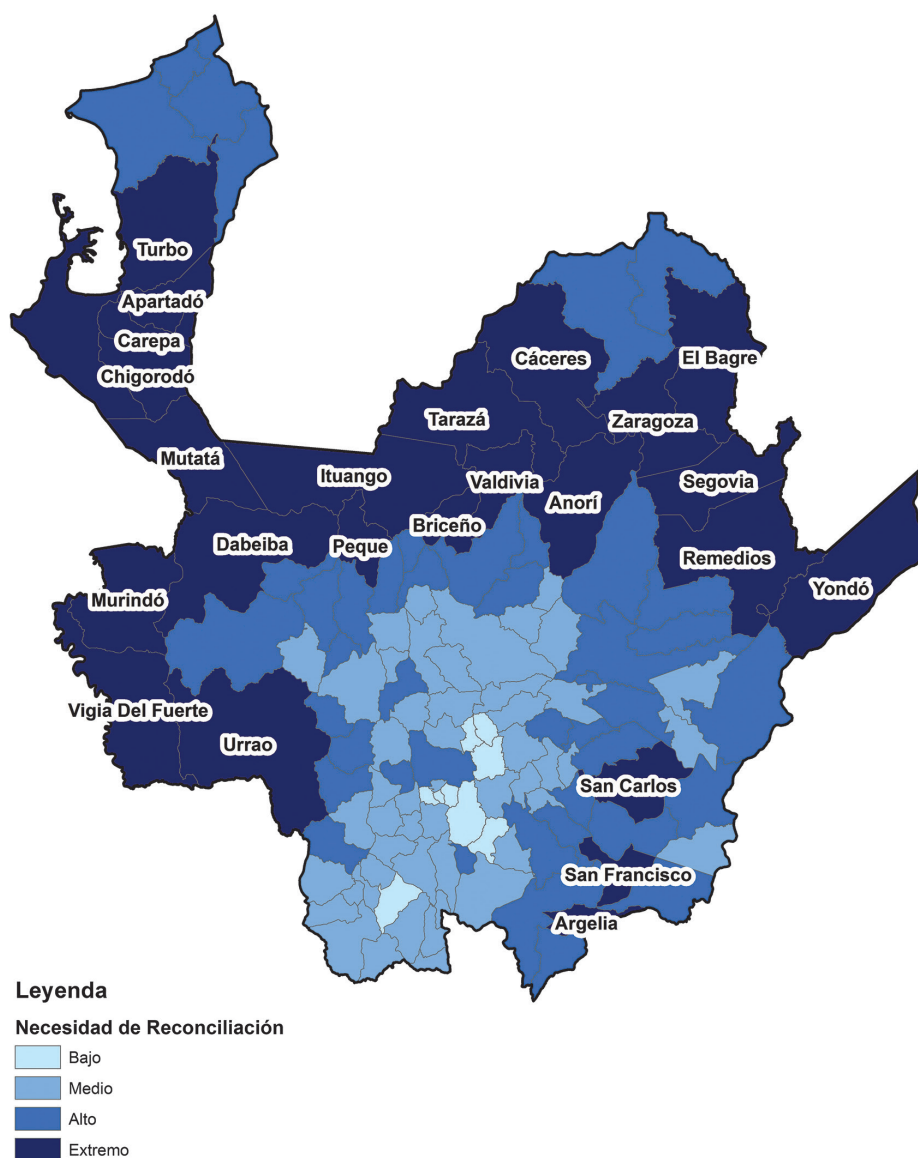 Turbo
Apartadó
Carepa
Chigorodó
Cáceres
El Bagre
Tarazá
Zaragoza
Mutatá
Ituango
Valdivia
Segovia
Anorí
Briceño
Dabeiba
Peque
Remedios
Yondó
Murindó
Vigia Del Fuerte
Urrao
San Carlos
San Francisco
Argelia
Leyenda
Necesidad de Reconciliación
Bajo
Medio
Alto
Extremo